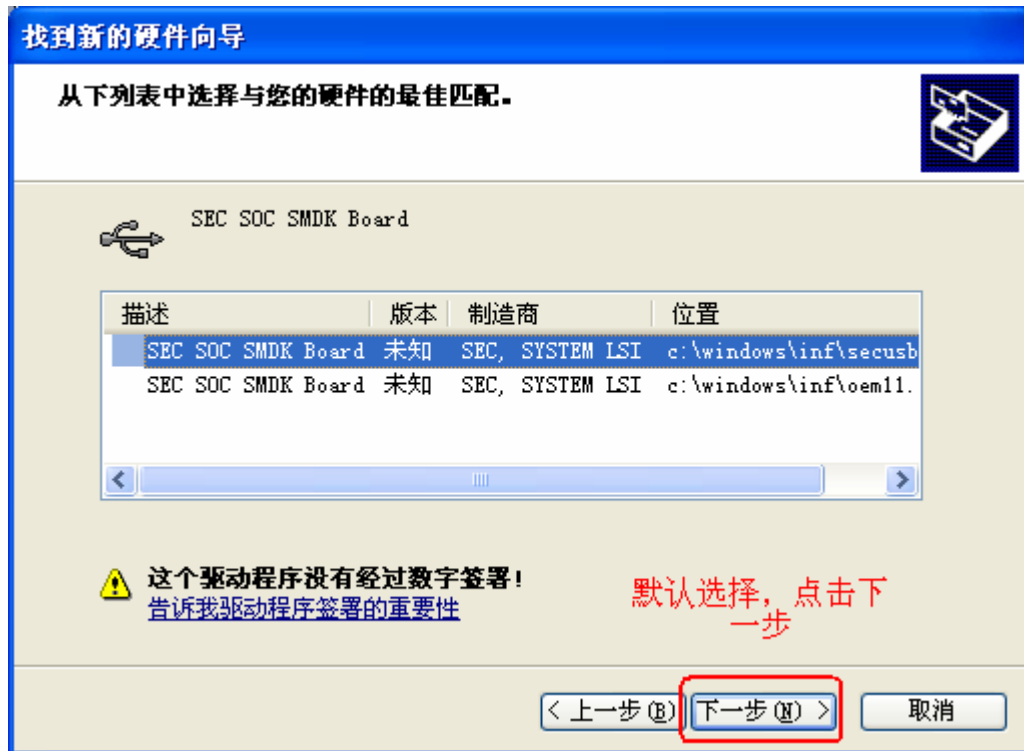 找到新的硬件向导
从下列表中选择与您的硬件的最佳匹配。
SEC SOC SMDK Board
描述 版本 制造商 位置
SEC SOC SMDK Board 未知 SEC, SYSTEM LSI c:\windows\inf\secusb
SEC SOC SMDK Board 未知 SEC, SYSTEM LSI c:\windows\inf\oem11.
这个驱动程序没有经过数字签署!
告诉我驱动程序签署的重要性
默认选择，点击下
一步
< 上一步(B) 下一步(N) > 取消